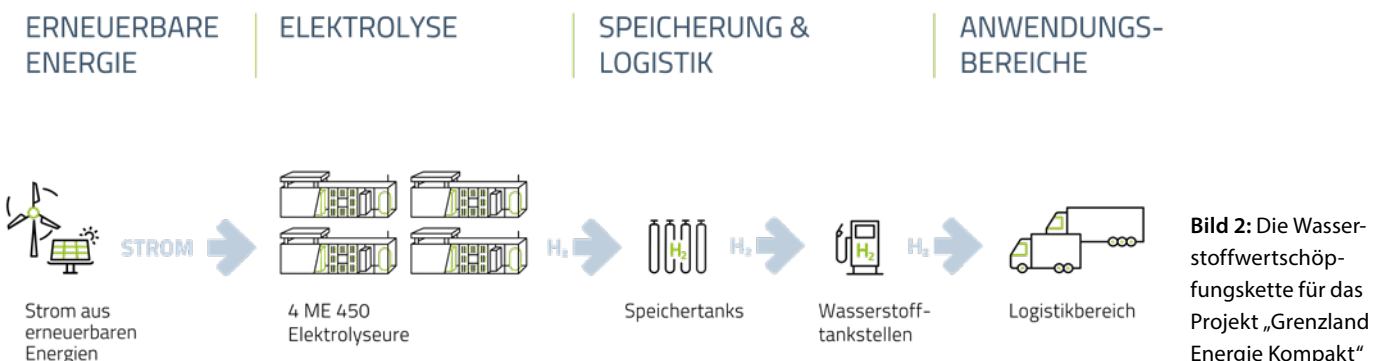 ERNEUERBARE
ENERGIE
ELEKTROLYSE
SPEICHERUNG &
LOGISTIK
ANWENDUNGS-
BEREICHE
STROM
H₂
H₂
H₂
H₂
H₂
Strom aus
erneuerbaren
Energien
4 ME 450
Elektrolyseure
Speichertanks
Wasserstoff-
tankstellen
Logistikbereich
Bild 2: Die Wasser-
stoffwertschöp-
fungskette für das
Projekt „Grenzland
Energie Kompakt“